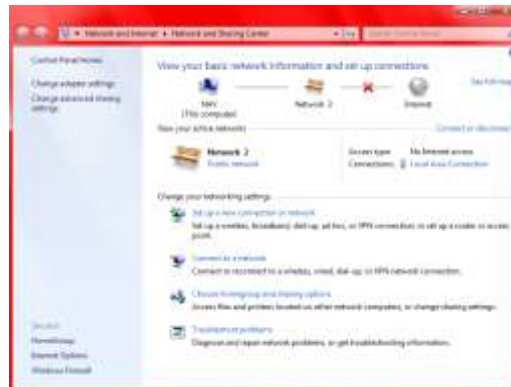 Network and Internet Network and Sharing Center
Control Panel Home
Change adapter settings
Change advanced sharing
settings
View your basic network information and set up connections
See full map
NAV
(This computer)
Network 2
Internet
View your active networks
Connect or disconnect
Network 2
Public network
Access type: No Internet access
Connections: Local Area Connection
Change your networking settings
Set up a new connection or network
Set up a wireless, broadband, dial-up, ad hoc, or VPN connection; or set up a router or access
point.
Connect to a network
Connect or reconnect to a wireless, wired, dial-up, or VPN network connection.
Choose homegroup and sharing options
Access files and printers located on other network computers, or change sharing settings.
Troubleshoot problems
Diagnose and repair network problems, or get troubleshooting information.
See also
HomeGroup
Internet Options
Windows Firewall